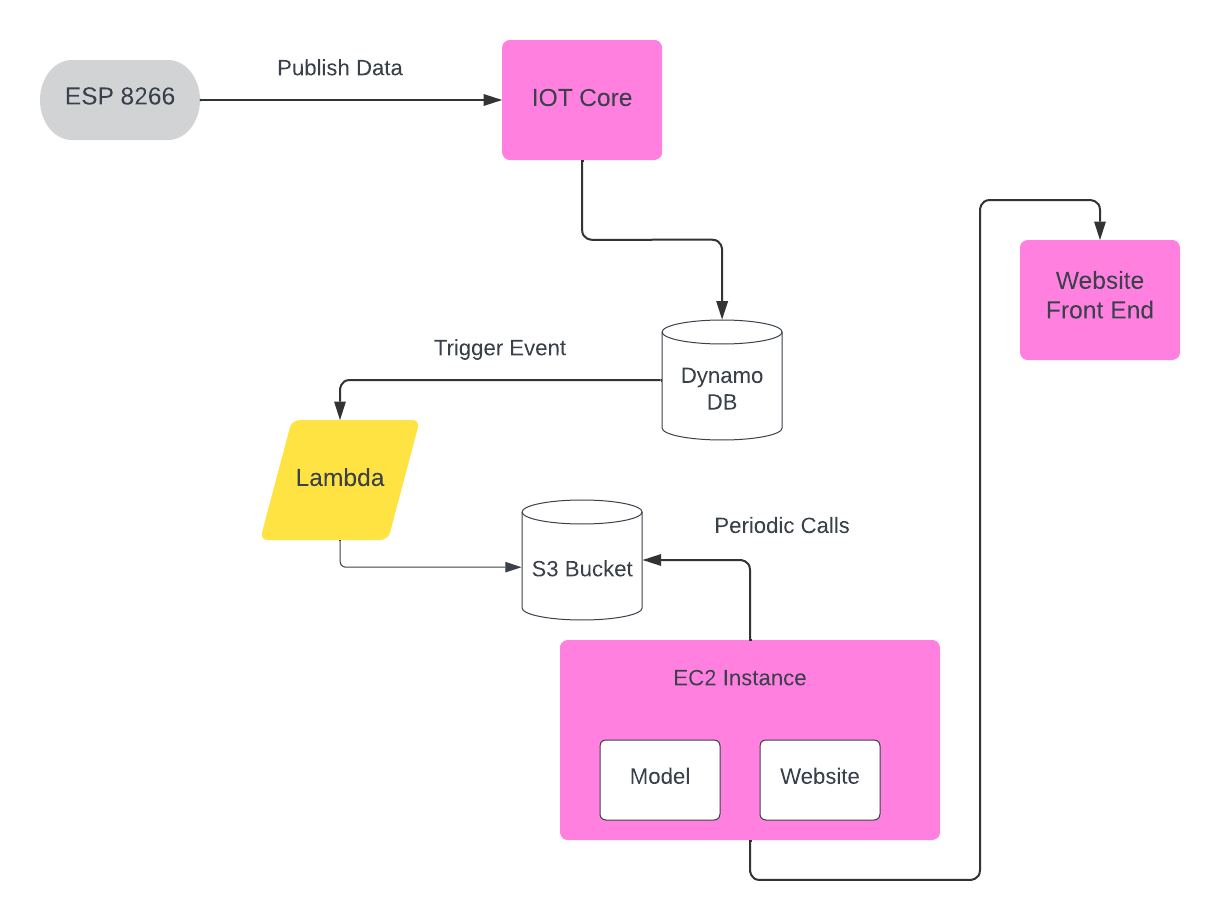 Publish Data
ESP 8266
IOT Core
Website
Front End
Trigger Event
Dynamo
DB
Lambda
Periodic Calls
S3 Bucket
EC2 Instance
Model
Website